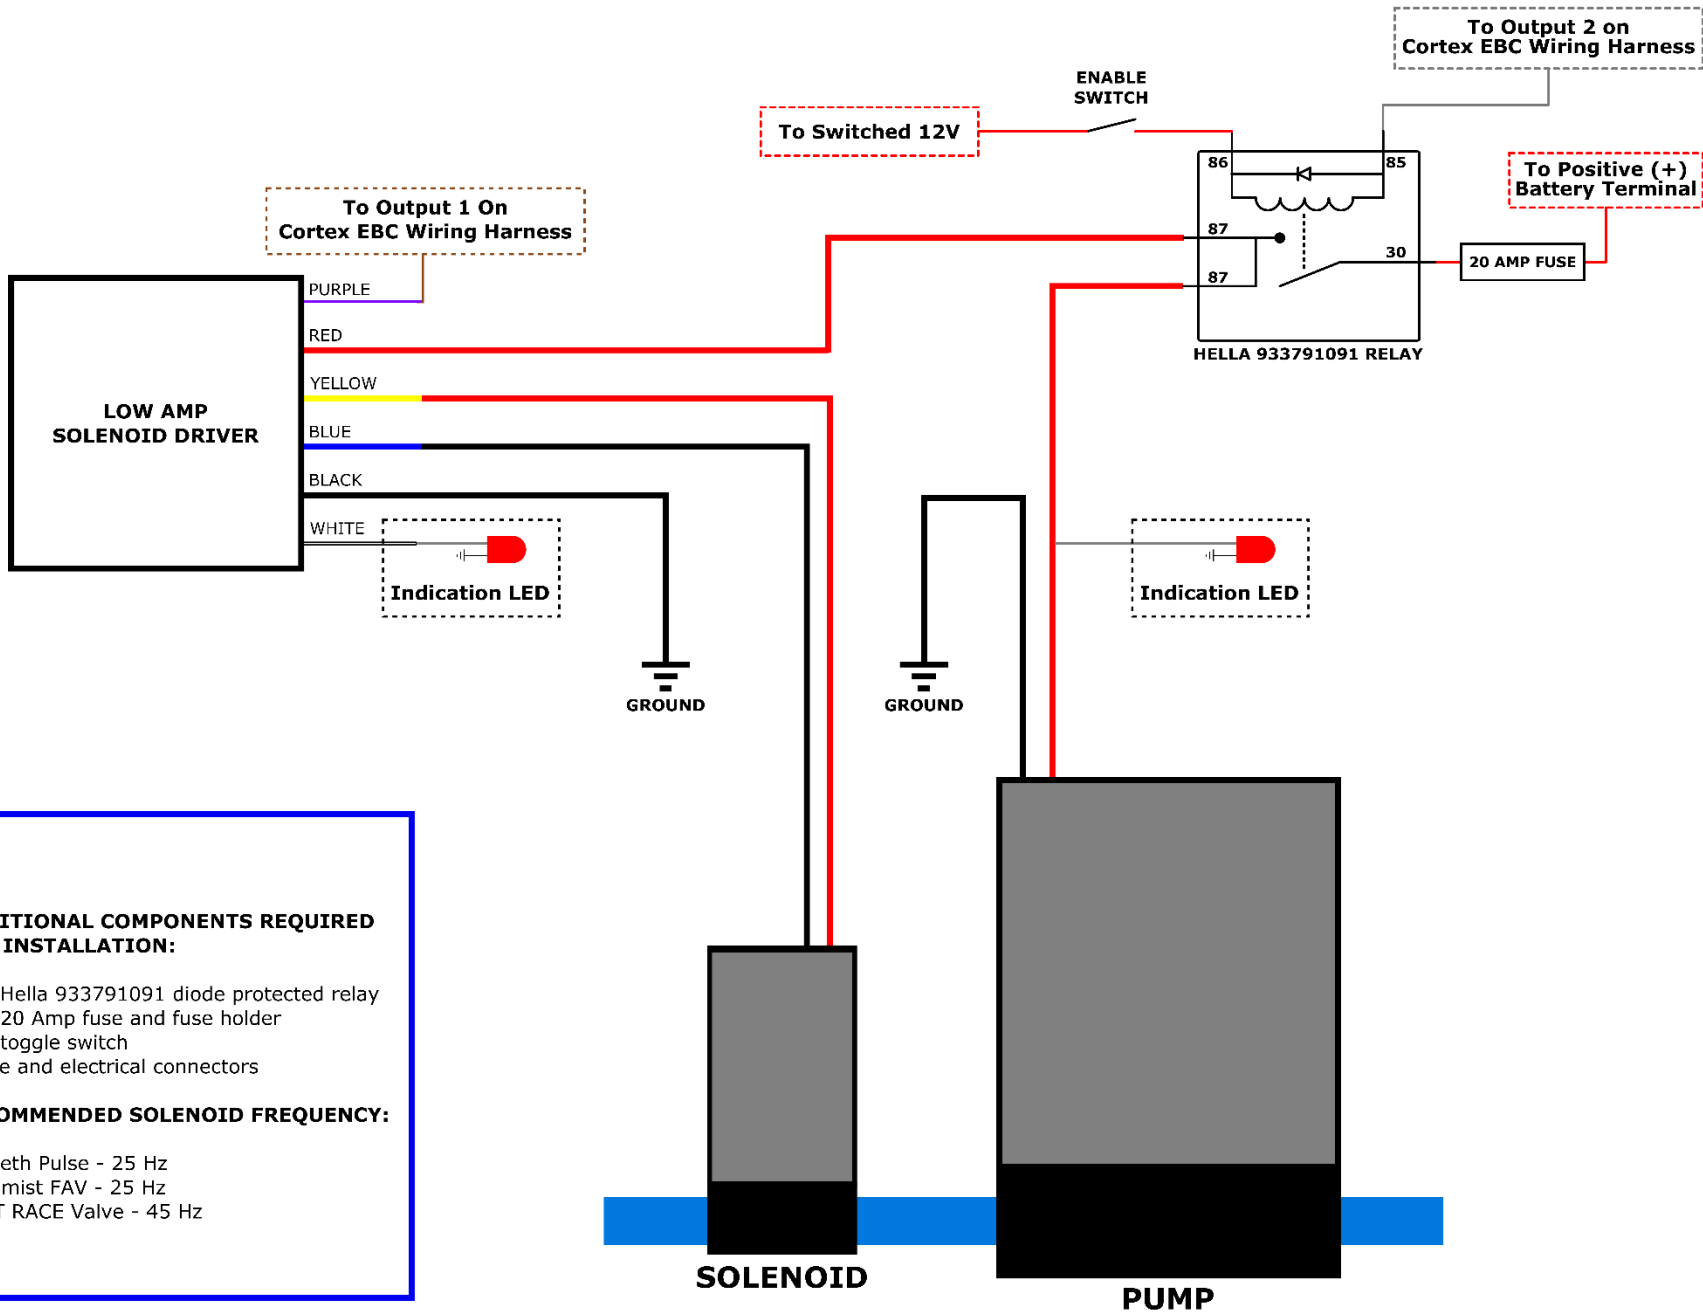 To Output 2 on
Cortex EBC Wiring Harness
ENABLE
SWITCH
To Switched 12V
86
85
To Positive (+)
Battery Terminal
To Output 1 On
Cortex EBC Wiring Harness
87
30
20 AMP FUSE
87
HELLA 933791091 RELAY
PURPLE
RED
YELLOW
BLUE
BLACK
WHITE
LOW AMP
SOLENOID DRIVER
Indication LED
Indication LED
GROUND
GROUND
ITIONAL COMPONENTS REQUIRED
INSTALLATION:
Hella 933791091 diode protected relay
20 Amp fuse and fuse holder
toggle switch
e and electrical connectors
OMMENDED SOLENOID FREQUENCY:
eth Pulse - 25 Hz
mist FAV - 25 Hz
T RACE Valve - 45 Hz
SOLENOID
PUMP